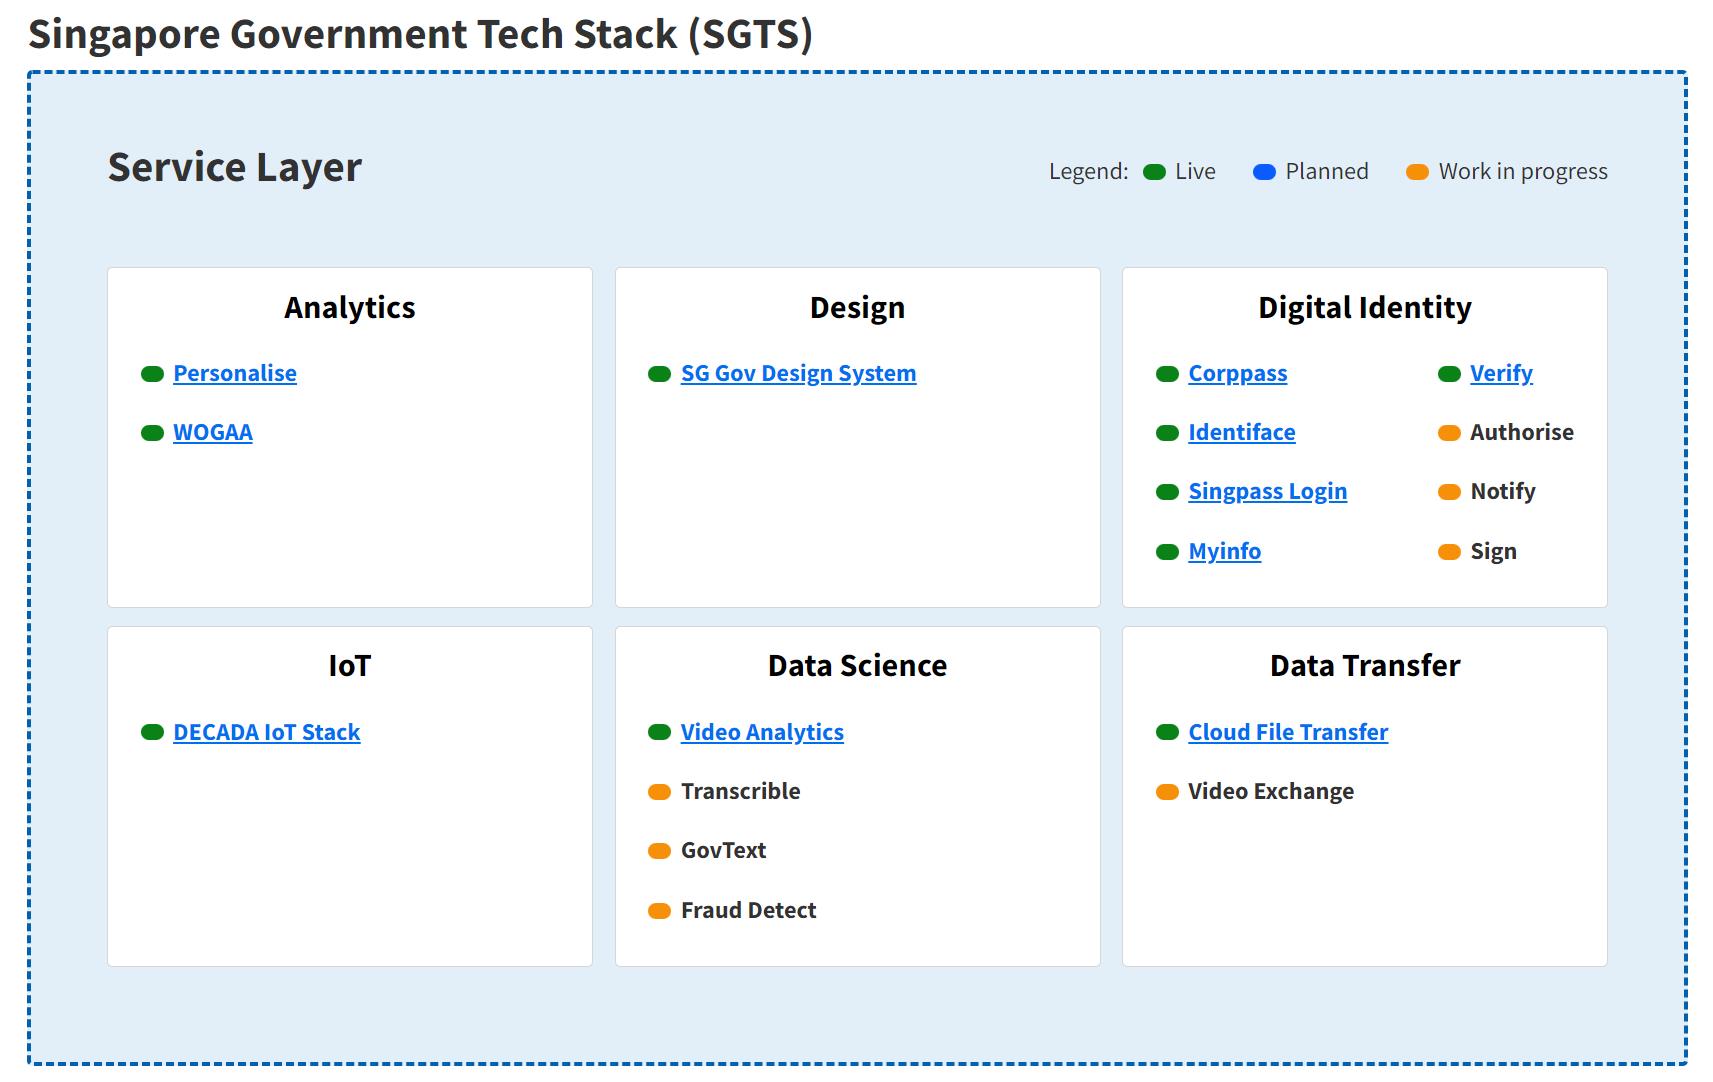 Singapore Government Tech Stack (SGTS)
Service Layer
Legend: Live Planned Work in progress
Analytics
Personalise
WOGAA
Design
SG Gov Design System
Digital Identity
Corppass
Identiface
Singpass Login
Myinfo
Verify
Authorise
Notify
Sign
IoT
DECADA IoT Stack
Data Science
Video Analytics
Transcrible
GovText
Fraud Detect
Data Transfer
Cloud File Transfer
Video Exchange